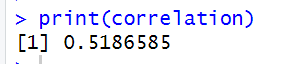 > print(correlation)
[1] 0.5186585
>